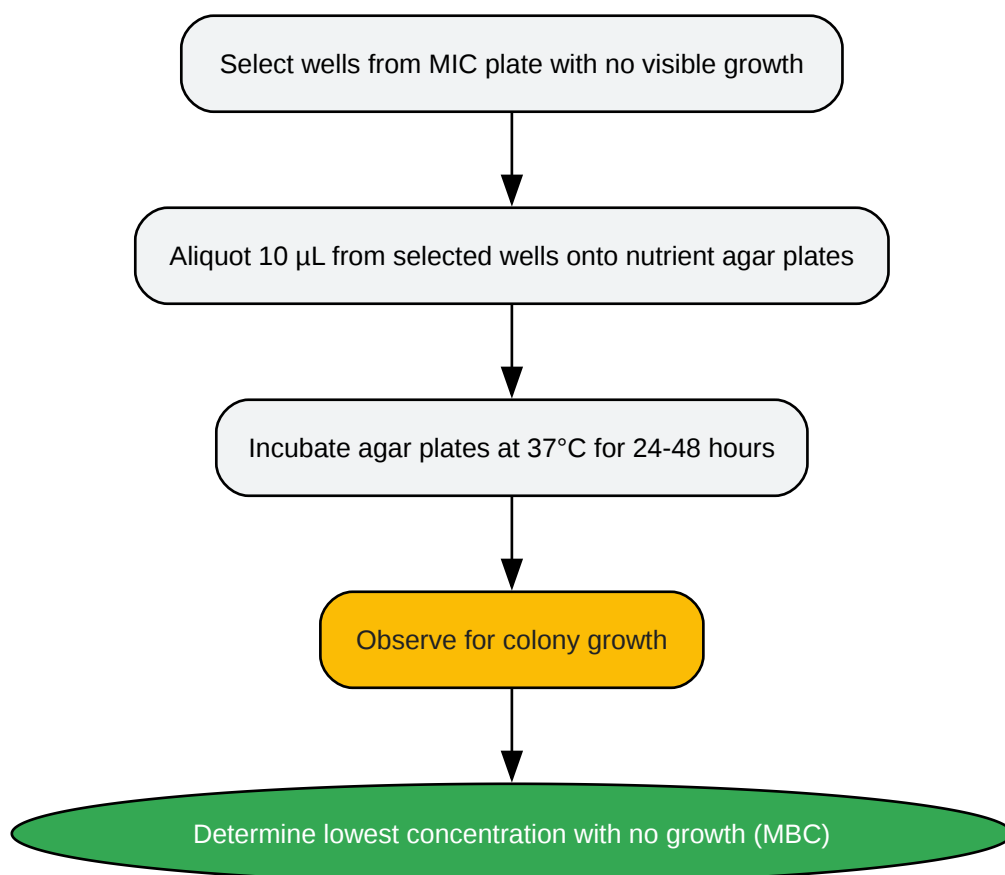 Select wells from MIC plate with no visible growth
Aliquot 10 µL from selected wells onto nutrient agar plates
Incubate agar plates at 37°C for 24-48 hours
Observe for colony growth
Determine lowest concentration with no growth (MBC)